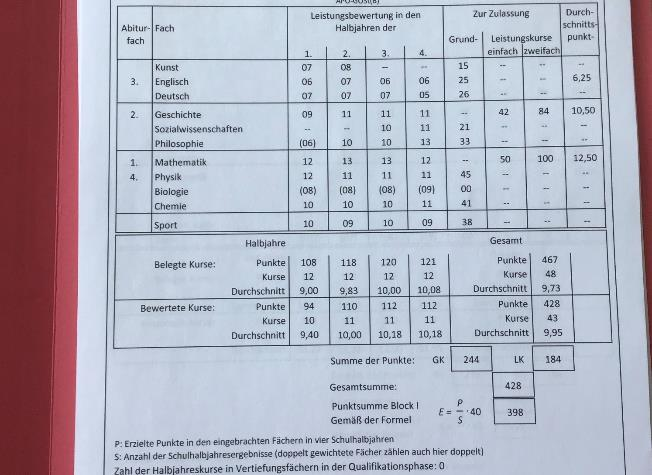 APO-GOSt(B)
Abitur- Fach Leistungsbewertung in den Zur Zulassung Durch-
fach Halbjahren der schnitts-
Grund- Leistungskurse punkt-
1. 2. 3. 4. einfach zweifach
Kunst 07 08 -- -- 15 -- -- --
3. Englisch 06 07 06 06 25 -- -- 6,25
Deutsch 07 07 07 05 26 -- -- --
2. Geschichte 09 11 11 11 -- 42 84 10,50
Sozialwissenschaften -- -- 10 11 21 -- -- --
Philosophie (06) 10 10 13 33 -- -- --
1. Mathematik 12 13 13 12 -- 50 100 12,50
4. Physik 12 11 11 11 45 -- -- --
Biologie (08) (08) (08) (09) 00 -- -- --
Chemie 10 10 10 11 41 -- -- --
Sport 10 09 10 09 38 -- -- --
Halbjahre Gesamt
Belegte Kurse: Punkte 108 118 120 121 Punkte 467
Kurse 12 12 12 12 Kurse 48
Durchschnitt 9,00 9,83 10,00 10,08 Durchschnitt 9,73
Bewertete Kurse: Punkte 94 110 112 112 Punkte 428
Kurse 10 11 11 11 Kurse 43
Durchschnitt 9,40 10,00 10,18 10,18 Durchschnitt 9,95
Summe der Punkte: GK 244 LK 184
Gesamtsumme: 428
Punktsumme Block I E = P/S · 40 398
Gemäß der Formel
P: Erzielte Punkte in den eingebrachten Fächern in vier Schulhalbjahren
S: Anzahl der Schulhalbjahresergebnisse (doppelt gewichtete Fächer zählen auch hier doppelt)
Zahl der Halbjahreskurse in Vertiefungsfächern in der Qualifikationsphase: 0